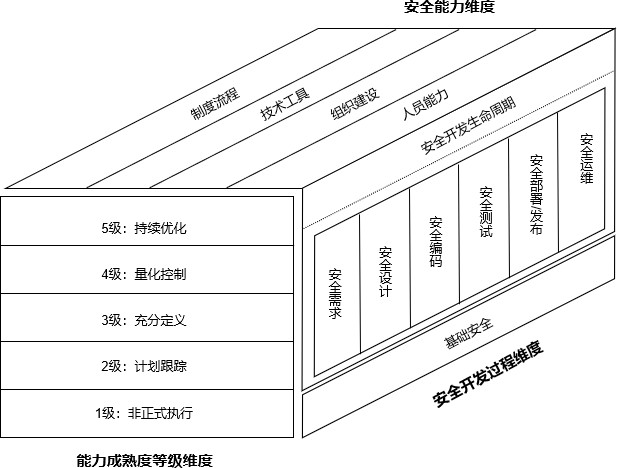 安全能力维度
制度流程
技术工具
组织建设
人员能力
安全开发生命周期
安全需求
安全设计
安全编码
安全测试
安全部署/发布
安全运维
基础安全
安全开发过程维度
5级：持续优化
4级：量化控制
3级：充分定义
2级：计划跟踪
1级：非正式执行
能力成熟度等级维度